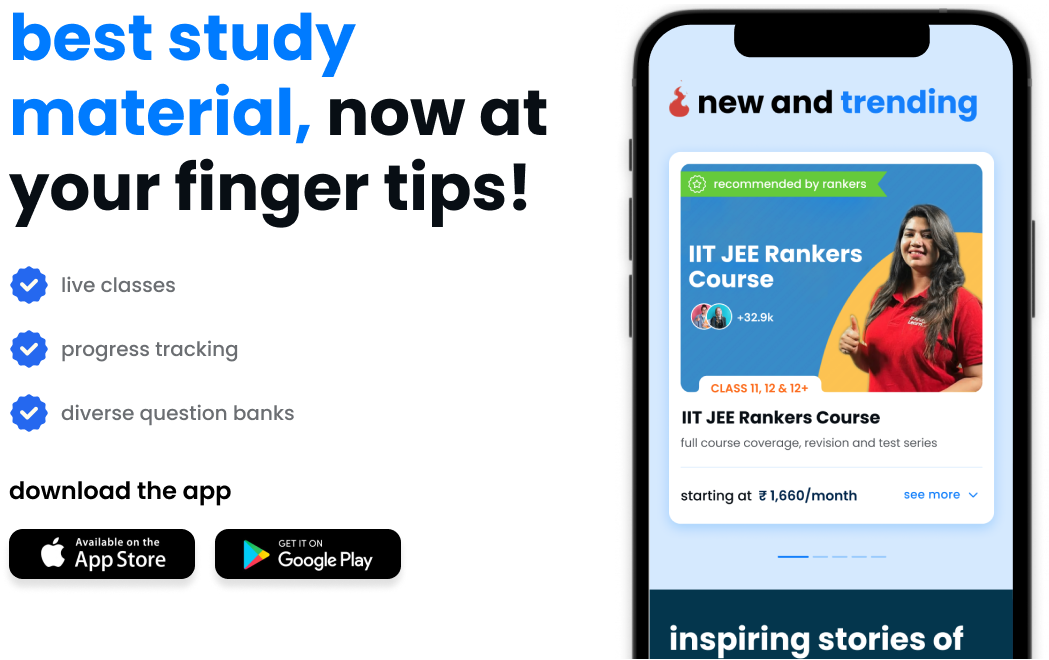 best study
material, now at
your finger tips!
live classes
progress tracking
diverse question banks
download the app
Available on the
App Store
GET IT ON
Google Play
new and trending
recommended by rankers
IIT JEE Rankers
Course
+32.9k
CLASS 11, 12 & 12+
IIT JEE Rankers Course
full course coverage, revision and test series
starting at ₹ 1,660/month
see more
inspiring stories of